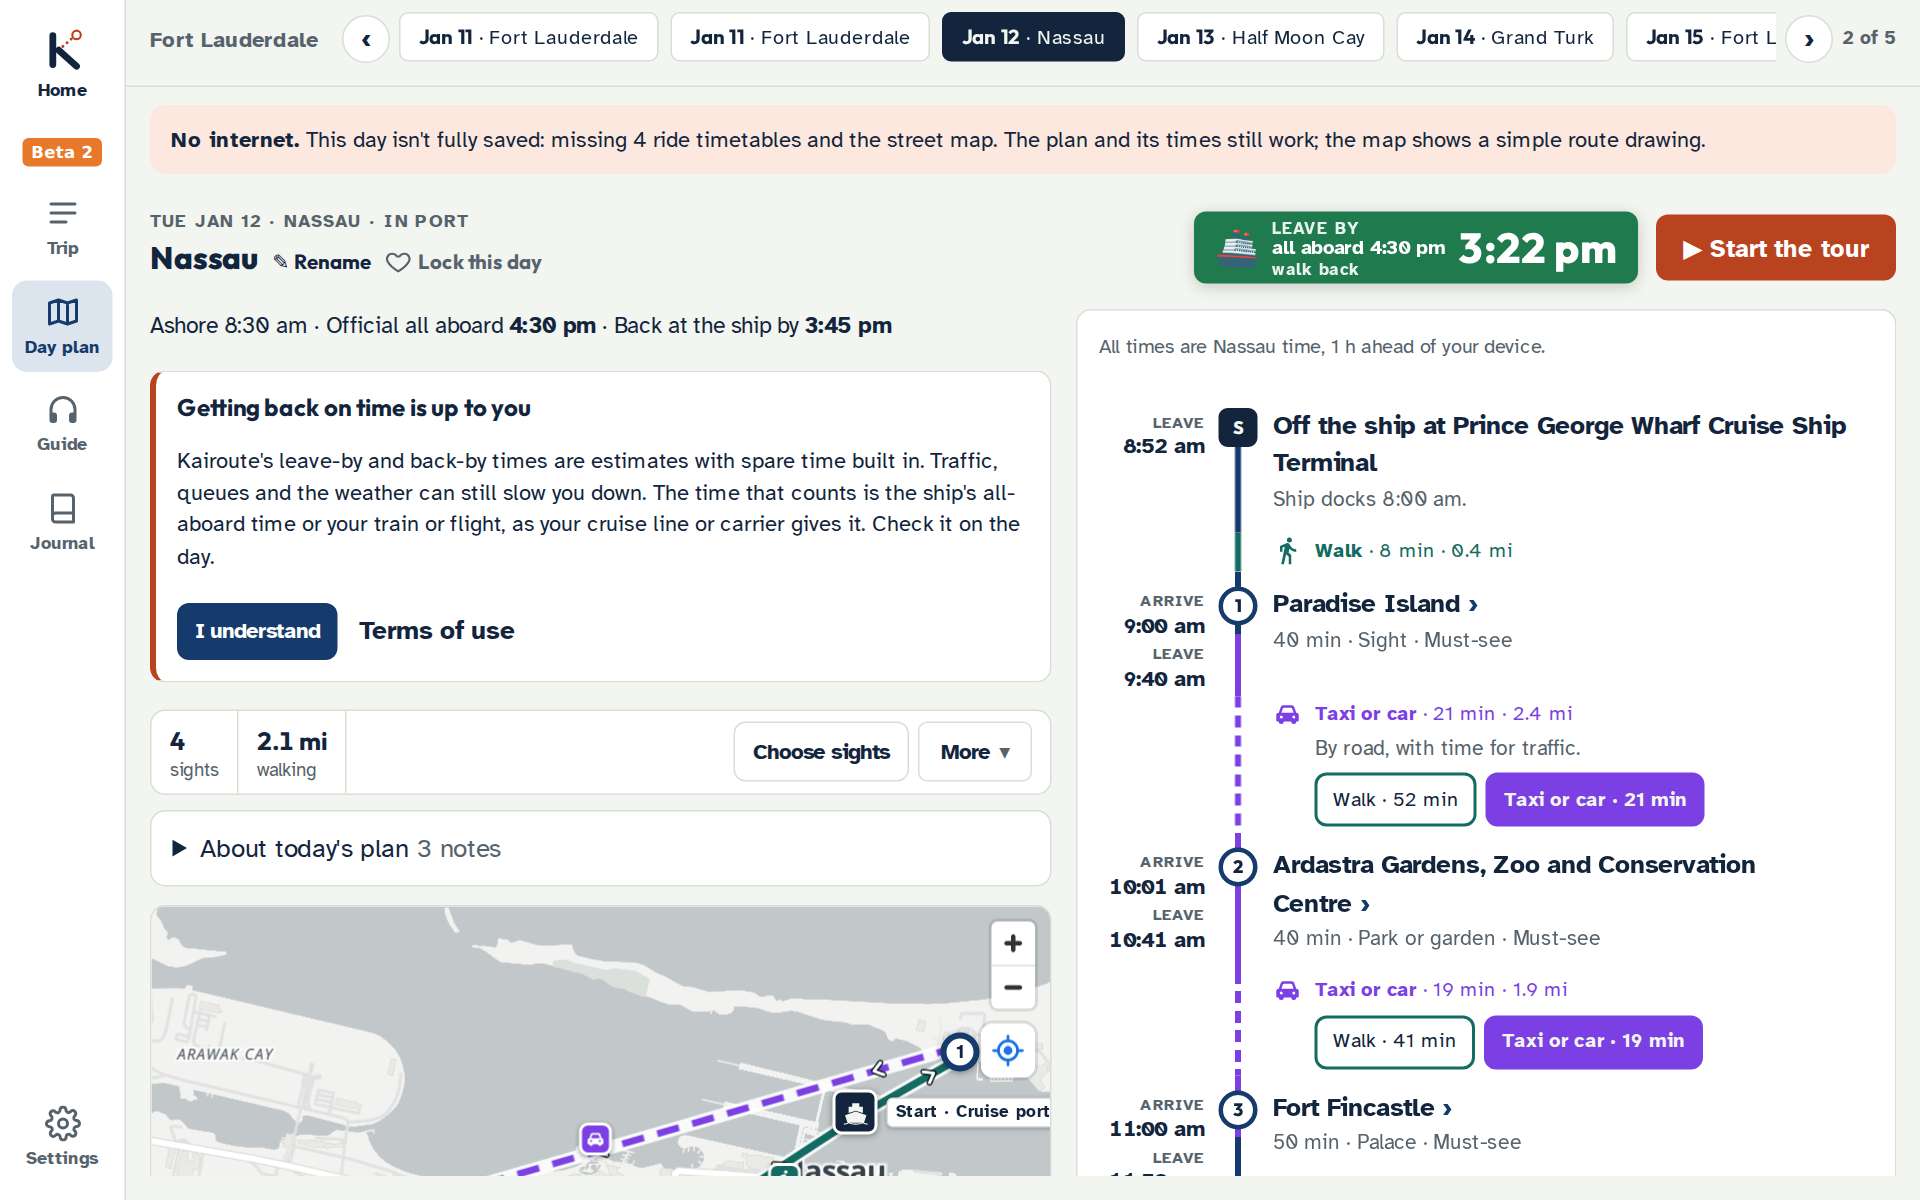 Fort Lauderdale
‹
Jan 11 · Fort Lauderdale
Jan 11 · Fort Lauderdale
Jan 12 · Nassau
Jan 13 · Half Moon Cay
Jan 14 · Grand Turk
Jan 15 · Fort L
›
2 of 5
Home
Beta 2
Trip
Day plan
Guide
Journal
Settings
No internet. This day isn't fully saved: missing 4 ride timetables and the street map. The plan and its times still work; the map shows a simple route drawing.
TUE JAN 12 · NASSAU · IN PORT
Nassau ✎ Rename Lock this day
LEAVE BY
all aboard 4:30 pm
walk back
3:22 pm
▶ Start the tour
Ashore 8:30 am · Official all aboard 4:30 pm · Back at the ship by 3:45 pm
Getting back on time is up to you
Kairoute's leave-by and back-by times are estimates with spare time built in. Traffic,
queues and the weather can still slow you down. The time that counts is the ship's all-
aboard time or your train or flight, as your cruise line or carrier gives it. Check it on the
day.
I understand
Terms of use
4
sights
2.1 mi
walking
Choose sights
More ▼
▶ About today's plan 3 notes
+
−
ARAWAK CAY
1
Start · Cruise port
assau
All times are Nassau time, 1 h ahead of your device.
LEAVE
8:52 am
S
Off the ship at Prince George Wharf Cruise Ship
Terminal
Ship docks 8:00 am.
Walk · 8 min · 0.4 mi
ARRIVE
9:00 am
LEAVE
9:40 am
1
Paradise Island ›
40 min · Sight · Must-see
Taxi or car · 21 min · 2.4 mi
By road, with time for traffic.
Walk · 52 min
Taxi or car · 21 min
ARRIVE
10:01 am
LEAVE
10:41 am
2
Ardastra Gardens, Zoo and Conservation
Centre ›
40 min · Park or garden · Must-see
Taxi or car · 19 min · 1.9 mi
Walk · 41 min
Taxi or car · 19 min
ARRIVE
11:00 am
LEAVE
3
Fort Fincastle ›
50 min · Palace · Must-see